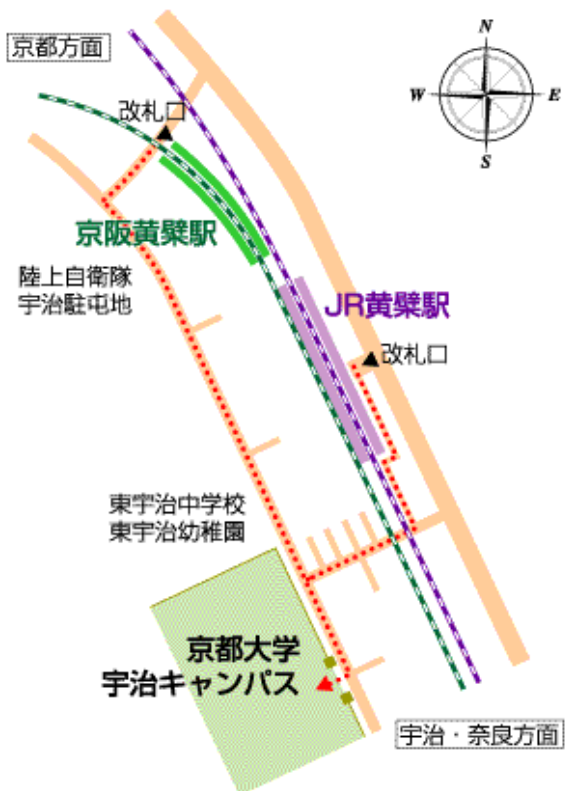 京都方面
N
W
E
S
改札口
京阪黄檗駅
陸上自衛隊
宇治駐屯地
JR黄檗駅
改札口
東宇治中学校
東宇治幼稚園
京都大学
宇治キャンパス
宇治・奈良方面